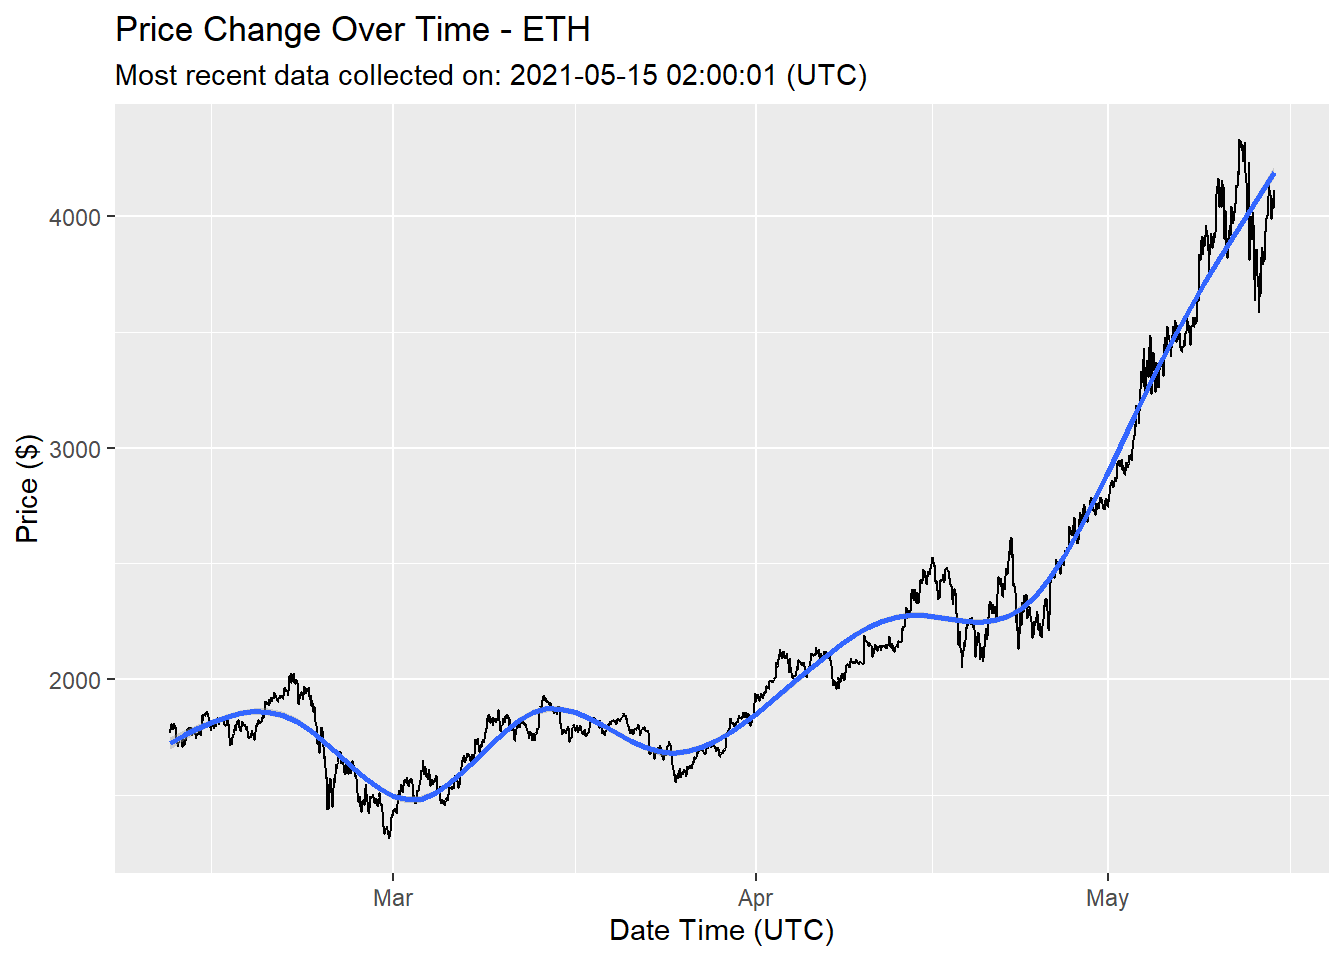 Price Change Over Time - ETH
Most recent data collected on: 2021-05-15 02:00:01 (UTC)
Price ($)
4000
3000
2000
Mar
Apr
May
Date Time (UTC)